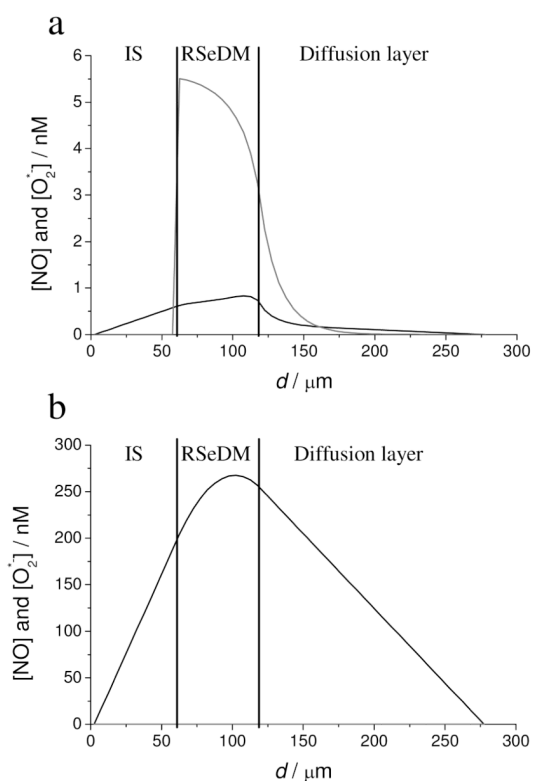 a
IS RSeDM Diffusion layer
6
5
4
3
2
1
0
[NO] and [O₂•⁻] / nM
0 50 100 150 200 250 300
d / μm
b
IS RSeDM Diffusion layer
300
250
200
150
100
50
0
[NO] and [O₂•⁻] / nM
0 50 100 150 200 250 300
d / μm